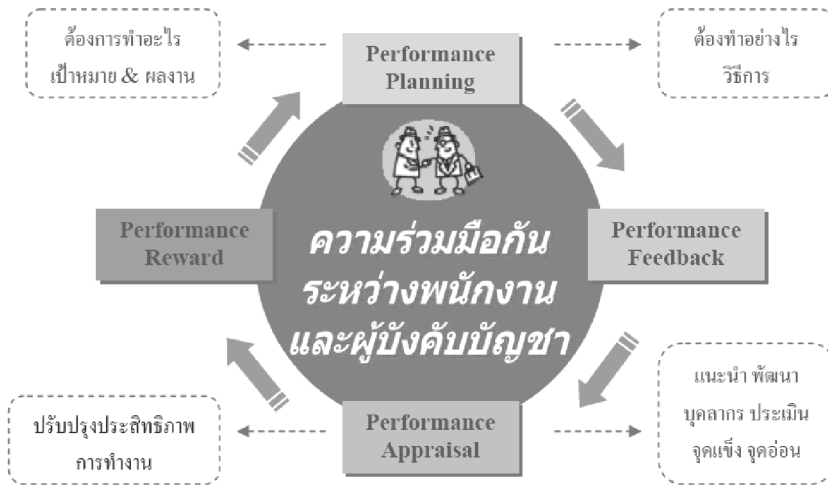 ต้องการทำอะไร
เป้าหมาย & ผลงาน
Performance
Planning
ต้องทำอย่างไร
วิธีการ
Performance
Reward
ความร่วมมือกัน
ระหว่างพนักงาน
และผู้บังคับบัญชา
Performance
Feedback
ปรับปรุงประสิทธิภาพ
การทำงาน
Performance
Appraisal
แนะนำ พัฒนา
บุคลากร ประเมิน
จุดแข็ง จุดอ่อน